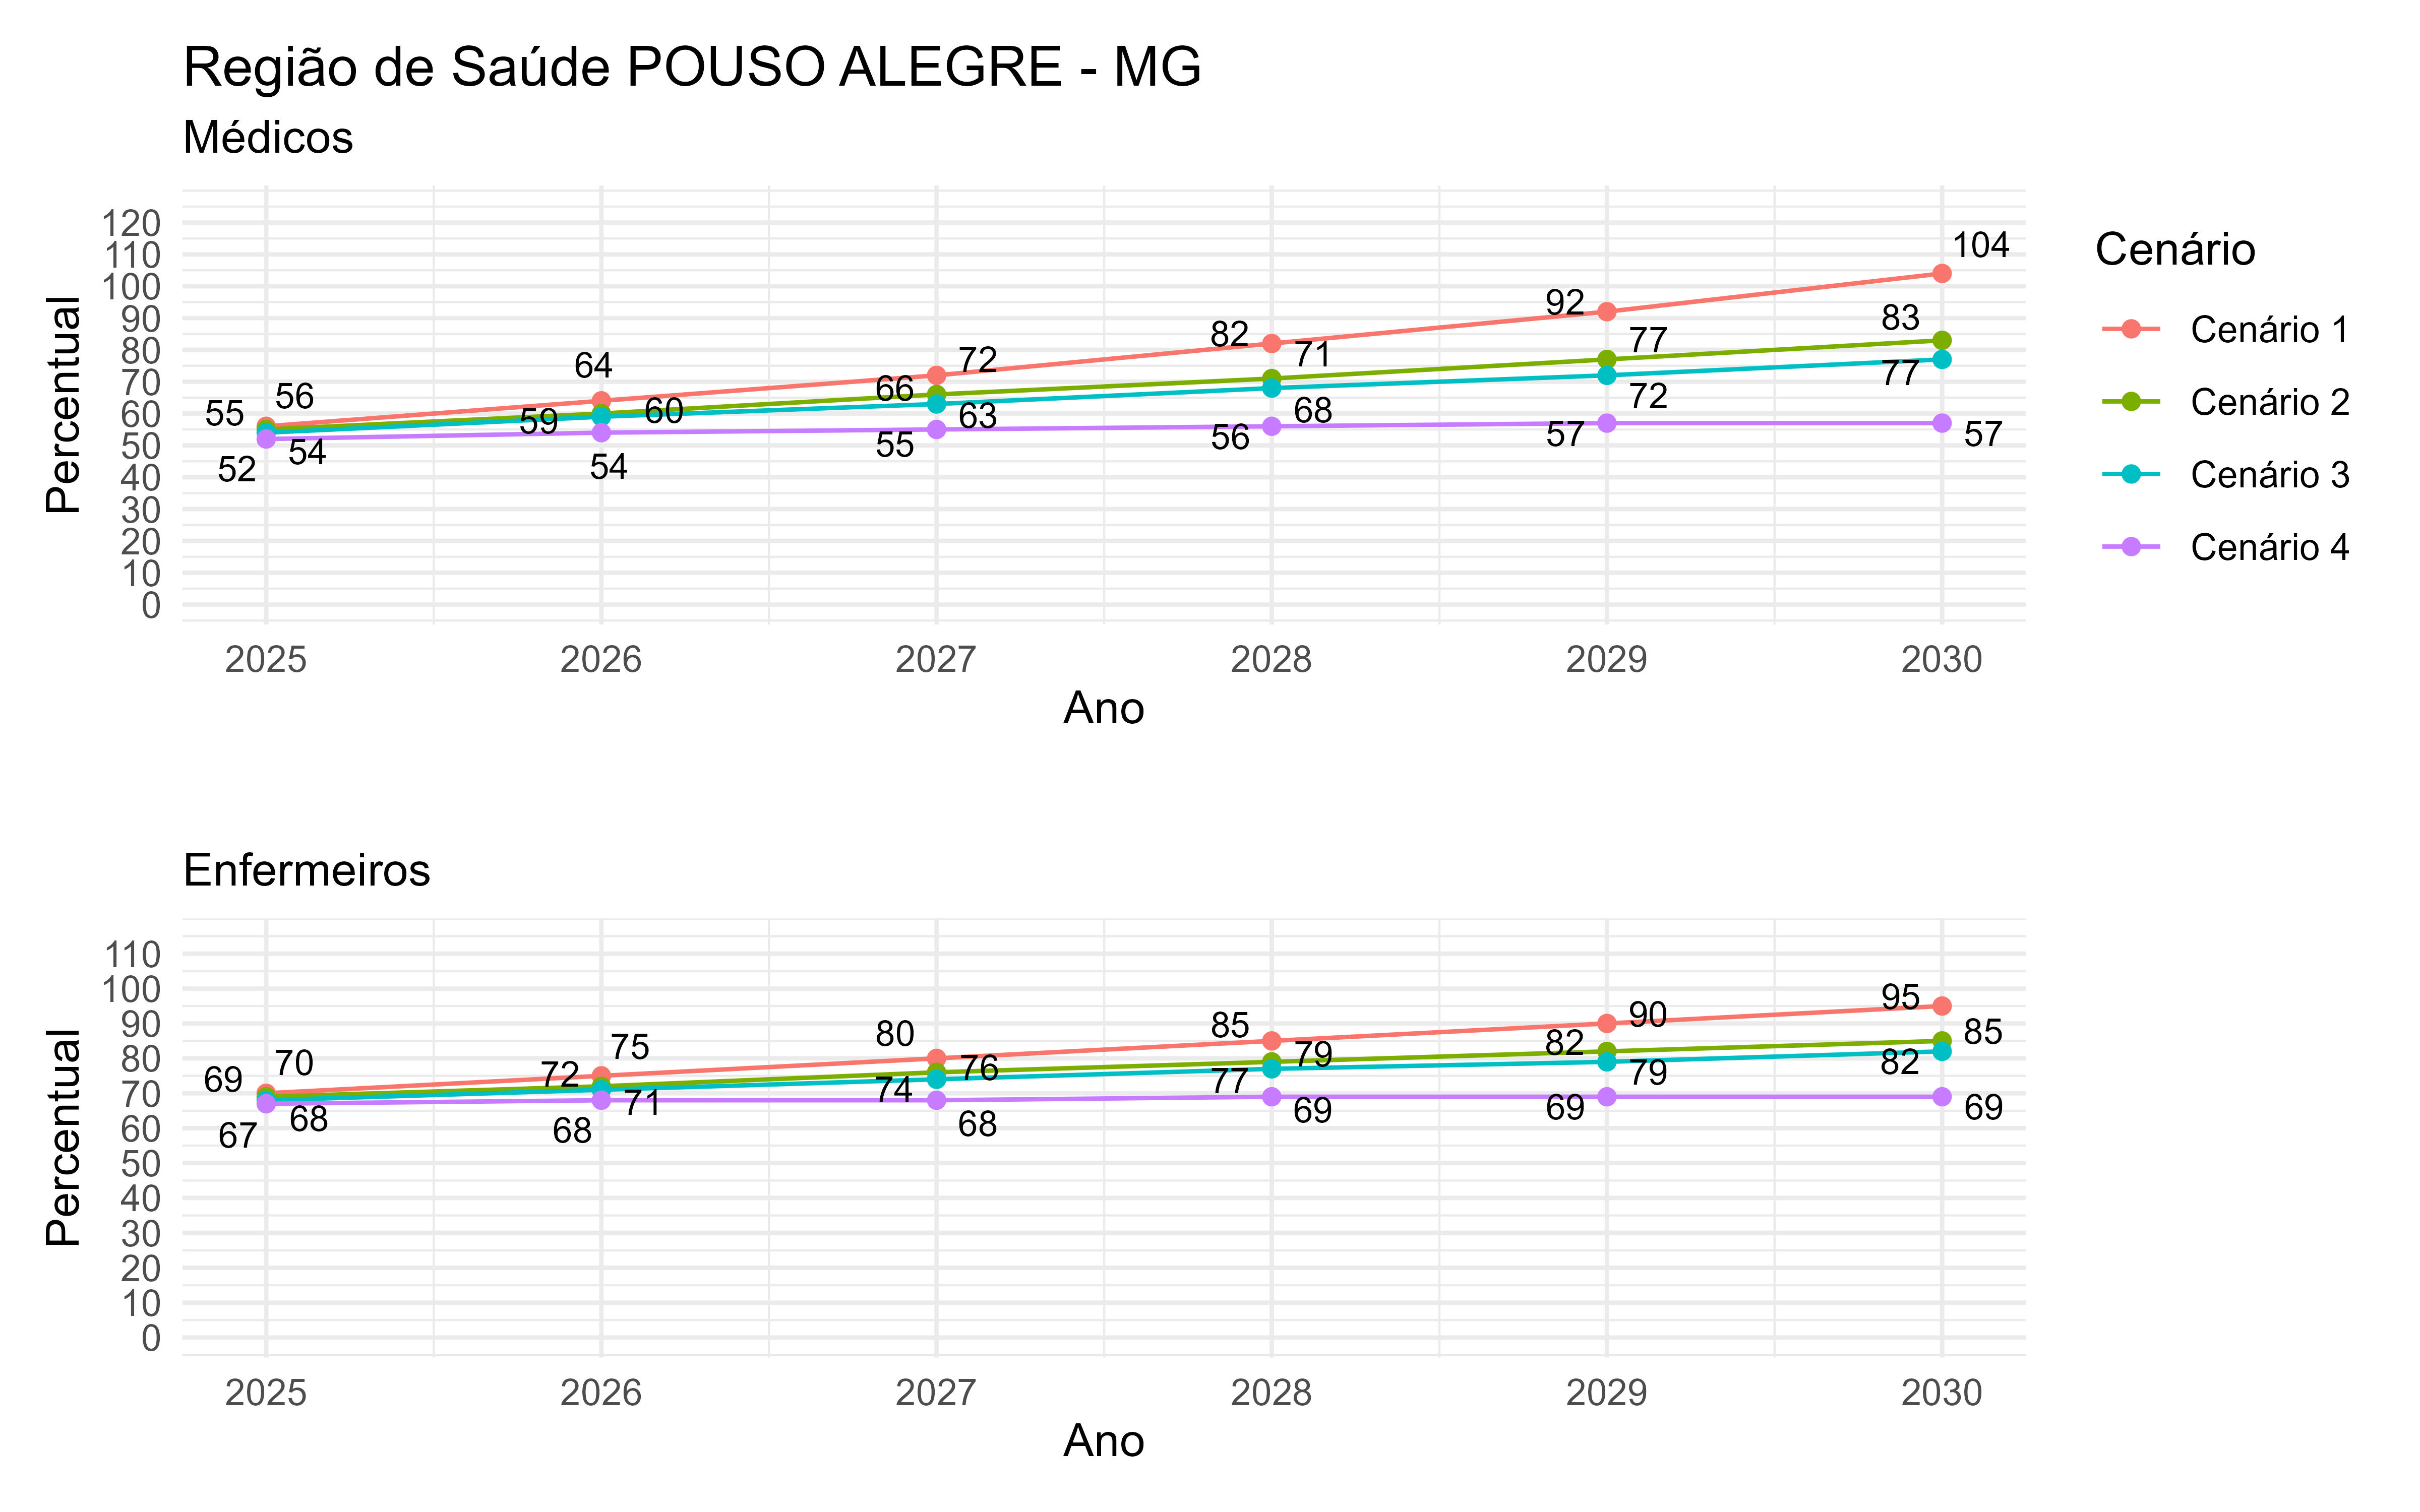 Região de Saúde POUSO ALEGRE - MG
Médicos
Percentual
120
110
100
90
80
70
60
50
40
30
20
10
0
55 56 54 52
64 59 60 54
66 72 63 55
82 71 68 56
92 77 72 57
104 83 77 57
2025 2026 2027 2028 2029 2030
Ano
Cenário
Cenário 1
Cenário 2
Cenário 3
Cenário 4
Enfermeiros
Percentual
110
100
90
80
70
60
50
40
30
20
10
0
69 70 68 67
72 75 71 68
80 76 74 68
85 79 77 69
90 82 79 69
95 85 82 69
2025 2026 2027 2028 2029 2030
Ano